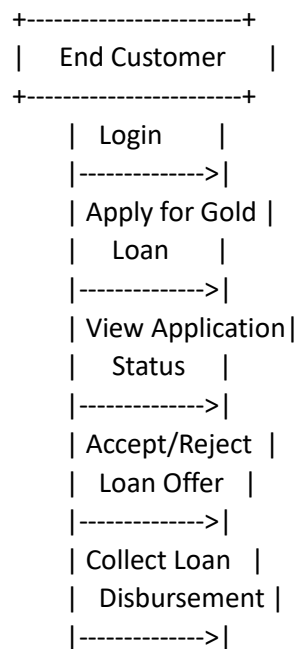 +------------------------+
|    End Customer     |
+------------------------+
|   Login       |
|-------------->|
| Apply for Gold |
|    Loan      |
|-------------->|
| View Application|
|    Status    |
|-------------->|
| Accept/Reject  |
|  Loan Offer   |
|-------------->|
| Collect Loan   |
|   Disbursement |
|-------------->|